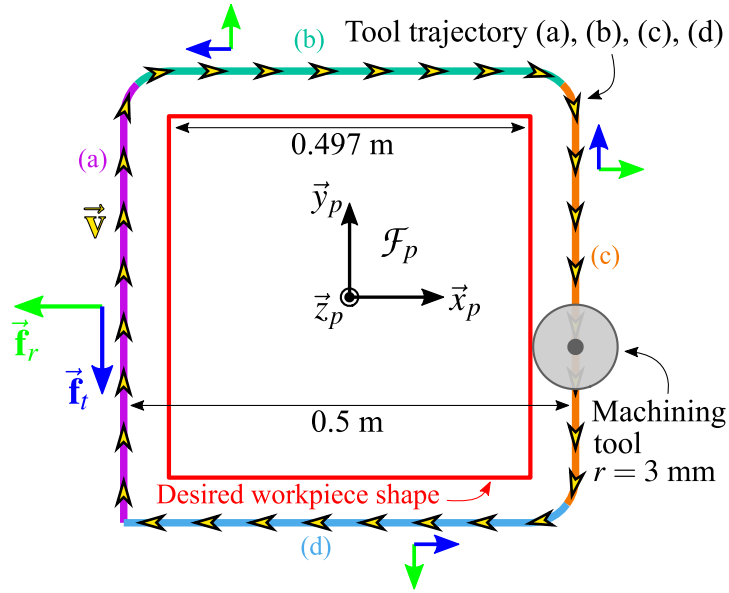 (b)
Tool trajectory (a), (b), (c), (d)
0.497 m
(a)
v
y_p
F_p
(c)
z_p
x_p
f_r
f_t
0.5 m
Machining
tool
r = 3 mm
Desired workpiece shape
(d)